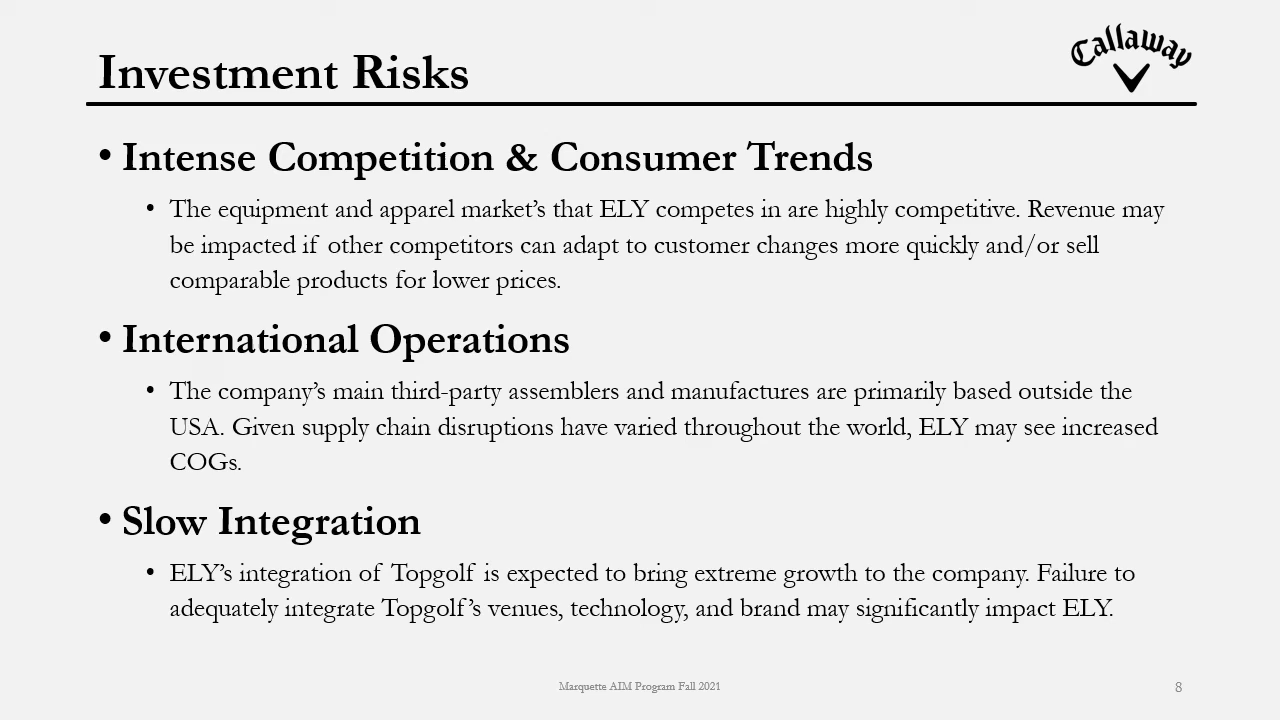 Investment Risks
Callaway
• Intense Competition & Consumer Trends
• The equipment and apparel market’s that ELY competes in are highly competitive. Revenue may
be impacted if other competitors can adapt to customer changes more quickly and/or sell
comparable products for lower prices.
• International Operations
• The company’s main third-party assemblers and manufactures are primarily based outside the
USA. Given supply chain disruptions have varied throughout the world, ELY may see increased
COGs.
• Slow Integration
• ELY’s integration of Topgolf is expected to bring extreme growth to the company. Failure to
adequately integrate Topgolf’s venues, technology, and brand may significantly impact ELY.
Marquette AIM Program Fall 2021
8